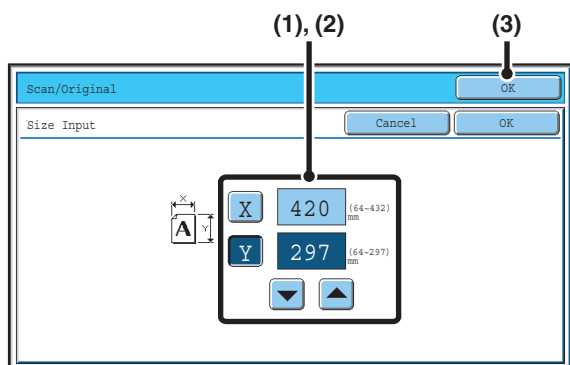 (1), (2) (3)
Scan/Original OK
Size Input Cancel OK
X
X 420 (64~432)
mm
A Y
Y 297 (64~297)
mm